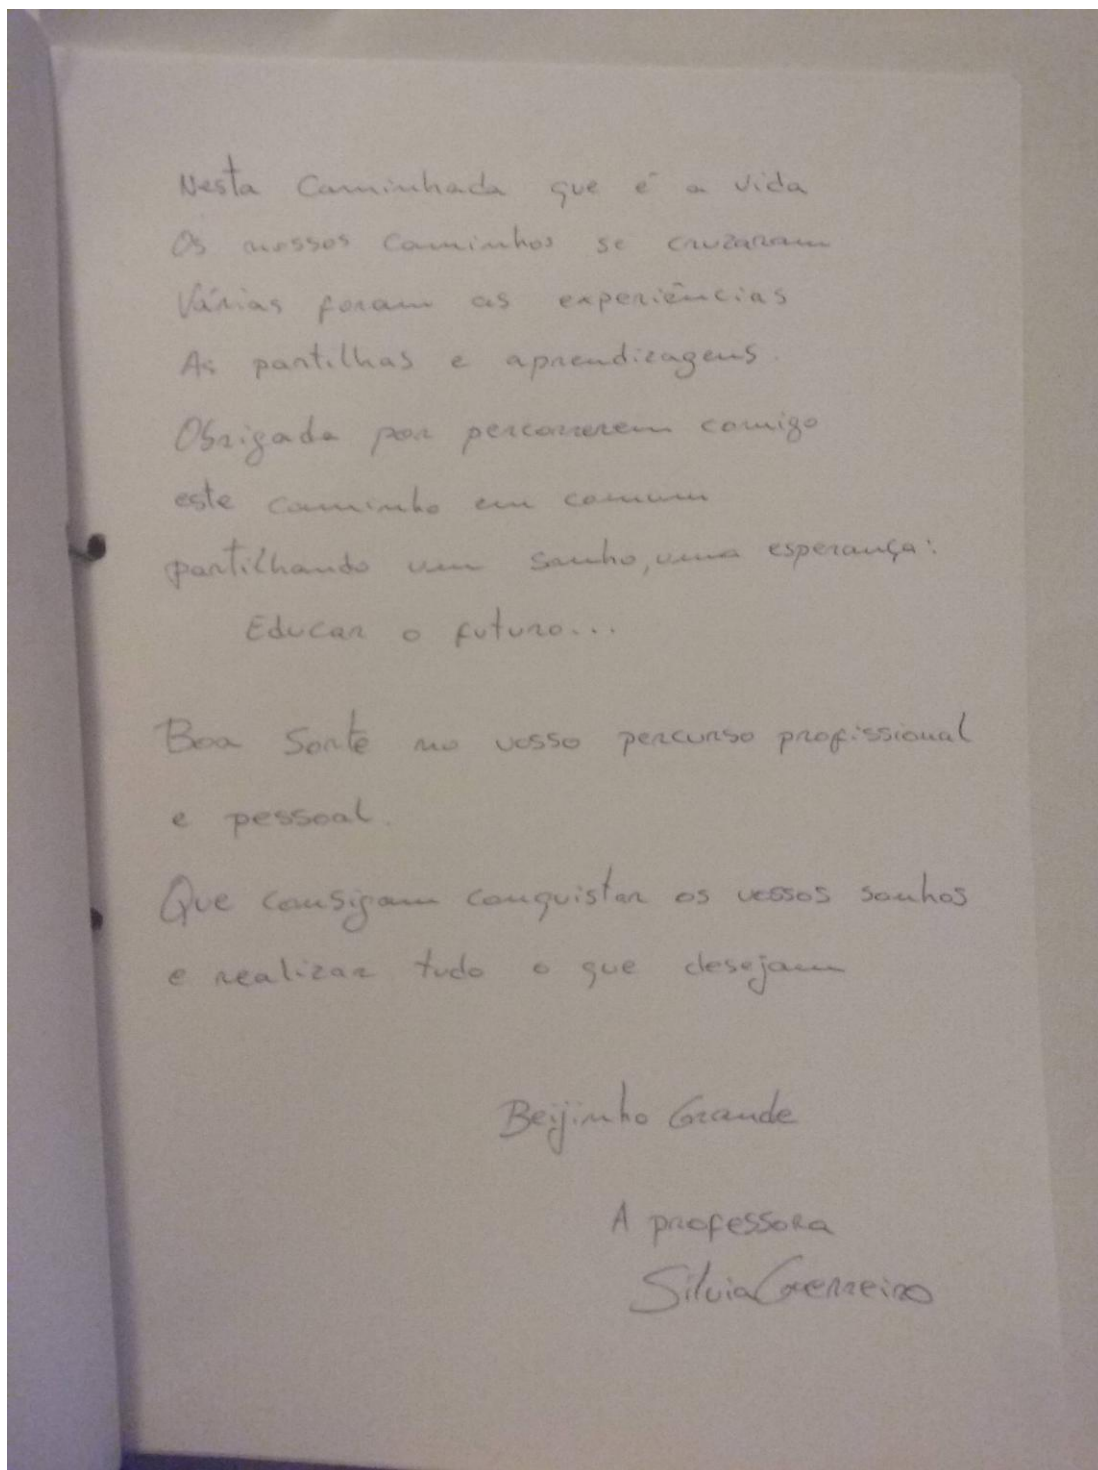 Nesta Caminhada que é a vida
Os nossos Caminhos se cruzaram
Várias foram as experiências
As partilhas e aprendizagens.
Obrigada por percorrerem comigo
este caminho em comum
partilhando um sonho, uma esperança:
Educar o futuro...
Boa Sorte no vosso percurso profissional
e pessoal.
Que consigam conquistar os vossos sonhos
e realizar tudo o que desejam
Beijinho Grande
A professora
Silvia Guerreiro